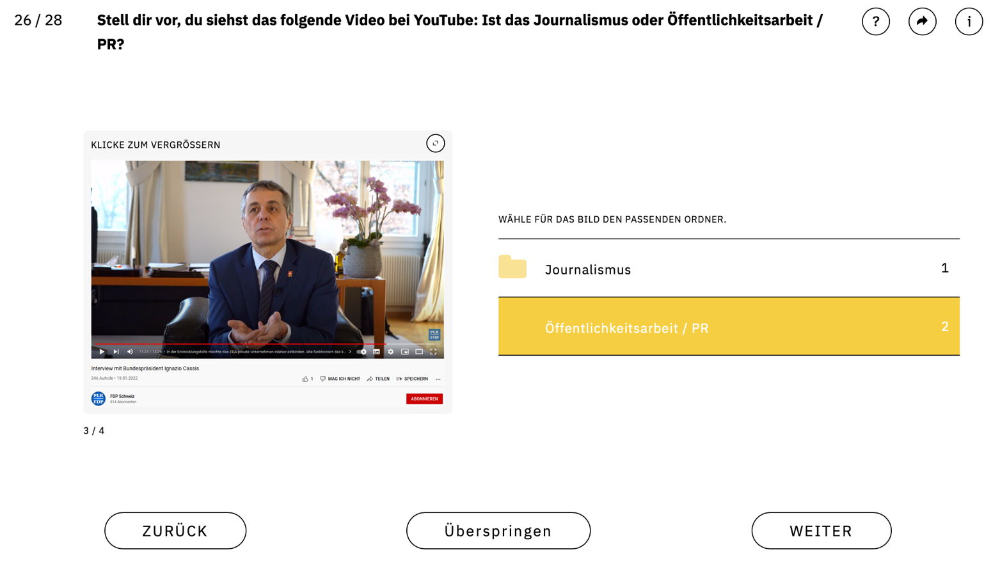 26 / 28
Stell dir vor, du siehst das folgende Video bei YouTube: Ist das Journalismus oder Öffentlichkeitsarbeit /
PR?
?
i
KLICKE ZUM VERGRÖSSERN
PLR
FDP
11:21 / 13:26 • In der Entwicklungshilfe möchte das EDA private Unternehmen stärker einbinden. Wie funktioniert das k...
Interview mit Bundespräsident Ignazio Cassis
246 Aufrufe • 19.01.2022
1 MAG ICH NICHT TEILEN SPEICHERN ...
PLR
FDP
FDP Schweiz
814 Abonnenten
ABONNIEREN
3 / 4
WÄHLE FÜR DAS BILD DEN PASSENDEN ORDNER.
Journalismus 1
Öffentlichkeitsarbeit / PR 2
ZURÜCK
Überspringen
WEITER